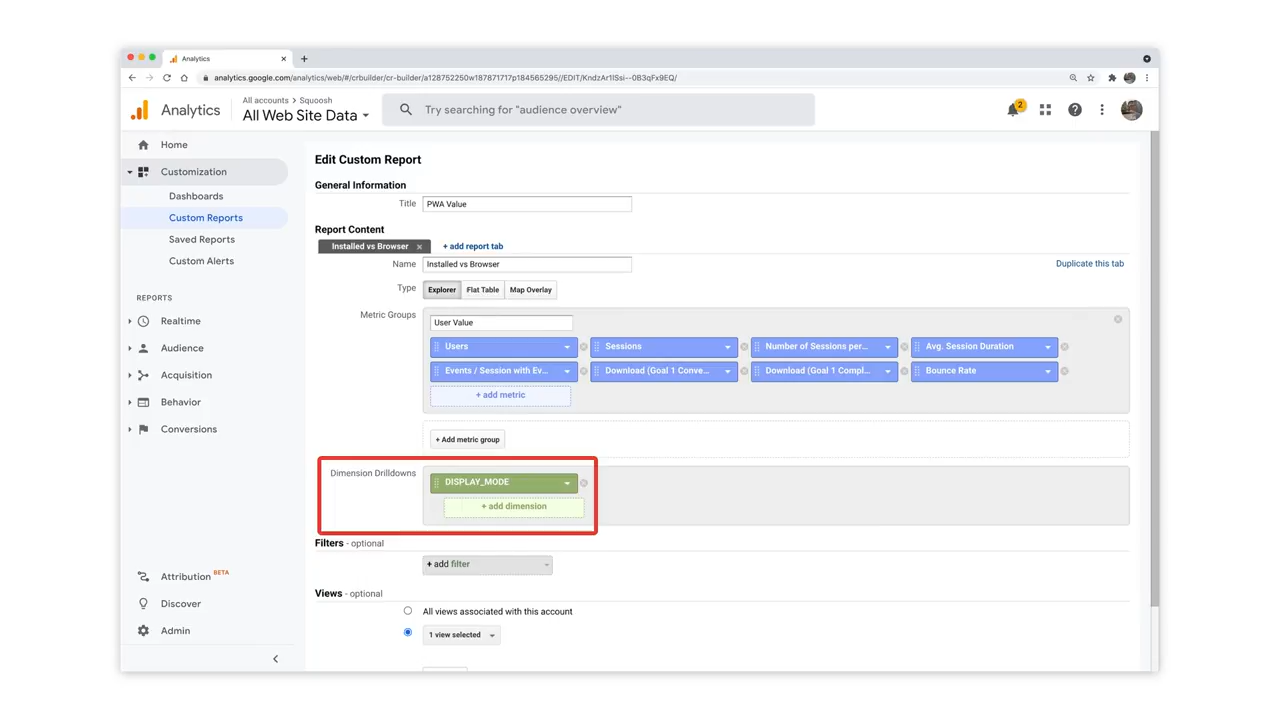 Analytics
analytics.google.com/analytics/web/#/crbuilder/cr-builder/a128752250w187871717p184565295//EDIT/KndzAr1ISsi--0B3qFx9EQ/
Analytics
All accounts > Squoosh
All Web Site Data
Try searching for "audience overview"
2
Home
Customization
Dashboards
Custom Reports
Saved Reports
Custom Alerts
REPORTS
Realtime
Audience
Acquisition
Behavior
Conversions
Attribution BETA
Discover
Admin
Edit Custom Report
General Information
Title PWA Value
Report Content
Installed vs Browser + add report tab
Name Installed vs Browser Duplicate this tab
Type Explorer Flat Table Map Overlay
Metric Groups
User Value
Users Sessions Number of Sessions per... Avg. Session Duration
Events / Session with Ev... Download (Goal 1 Conve... Download (Goal 1 Compl... Bounce Rate
+ add metric
+ Add metric group
Dimension Drilldowns
DISPLAY_MODE
+ add dimension
Filters - optional
+ add filter
Views - optional
All views associated with this account
1 view selected